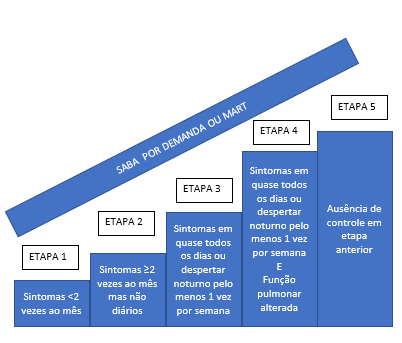 SABA POR DEMANDA OU MART
ETAPA 1
Sintomas <2
vezes ao mês
ETAPA 2
Sintomas ≥2
vezes ao mês
mas não
diários
ETAPA 3
Sintomas em
quase todos
os dias ou
despertar
noturno pelo
menos 1 vez
por semana
ETAPA 4
Sintomas em
quase todos
os dias ou
despertar
noturno pelo
menos 1 vez
por semana
E
Função
pulmonar
alterada
ETAPA 5
Ausência de
controle em
etapa
anterior